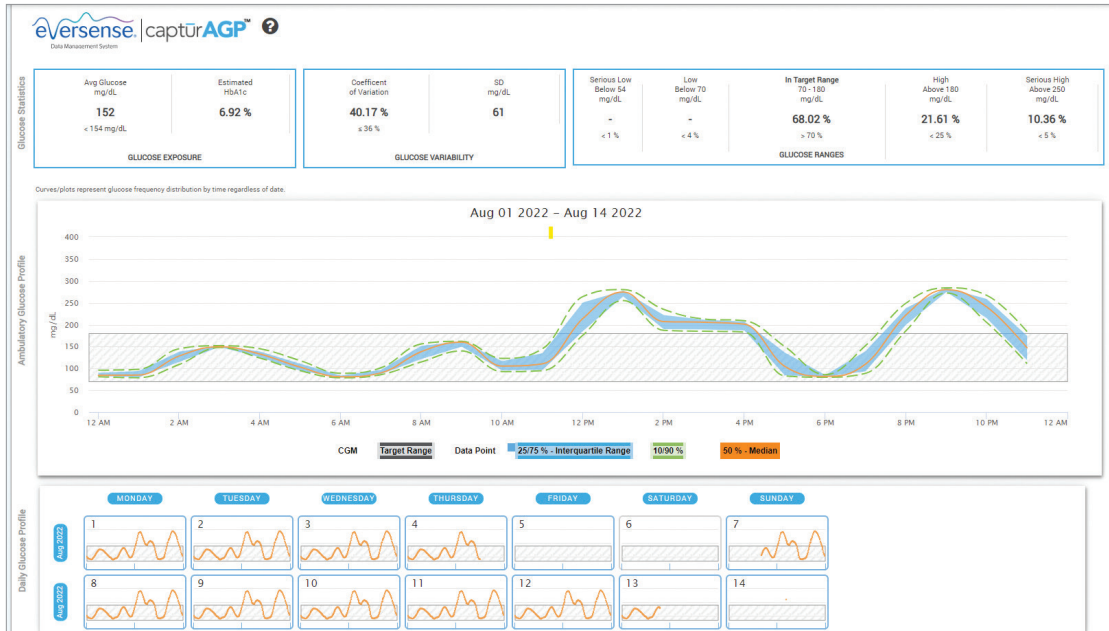 eversense. | captūrAGP™ ?
Data Management System
Glucose Statistics
Avg Glucose
mg/dL
152
< 154 mg/dL
Estimated
HbA1c
6.92 %
GLUCOSE EXPOSURE
Coefficent
of Variation
40.17 %
≤ 36 %
SD
mg/dL
61
GLUCOSE VARIABILITY
Serious Low
Below 54
mg/dL
-
< 1 %
Low
Below 70
mg/dL
-
< 4 %
In Target Range
70 - 180
mg/dL
68.02 %
> 70 %
High
Above 180
mg/dL
21.61 %
< 25 %
Serious High
Above 250
mg/dL
10.36 %
< 5 %
GLUCOSE RANGES
Curves/plots represent glucose frequency distribution by time regardless of date.
Ambulatory Glucose Profile
Aug 01 2022 – Aug 14 2022
mg/dL
400
350
300
250
200
150
100
50
0
12 AM 2 AM 4 AM 6 AM 8 AM 10 AM 12 PM 2 PM 4 PM 6 PM 8 PM 10 PM 12 AM
CGM Target Range Data Point 25/75 % - Interquartile Range 10/90 % 50 % - Median
Daily Glucose Profile
MONDAY TUESDAY WEDNESDAY THURSDAY FRIDAY SATURDAY SUNDAY
Aug 2022
1 2 3 4 5 6 7
Aug 2022
8 9 10 11 12 13 14